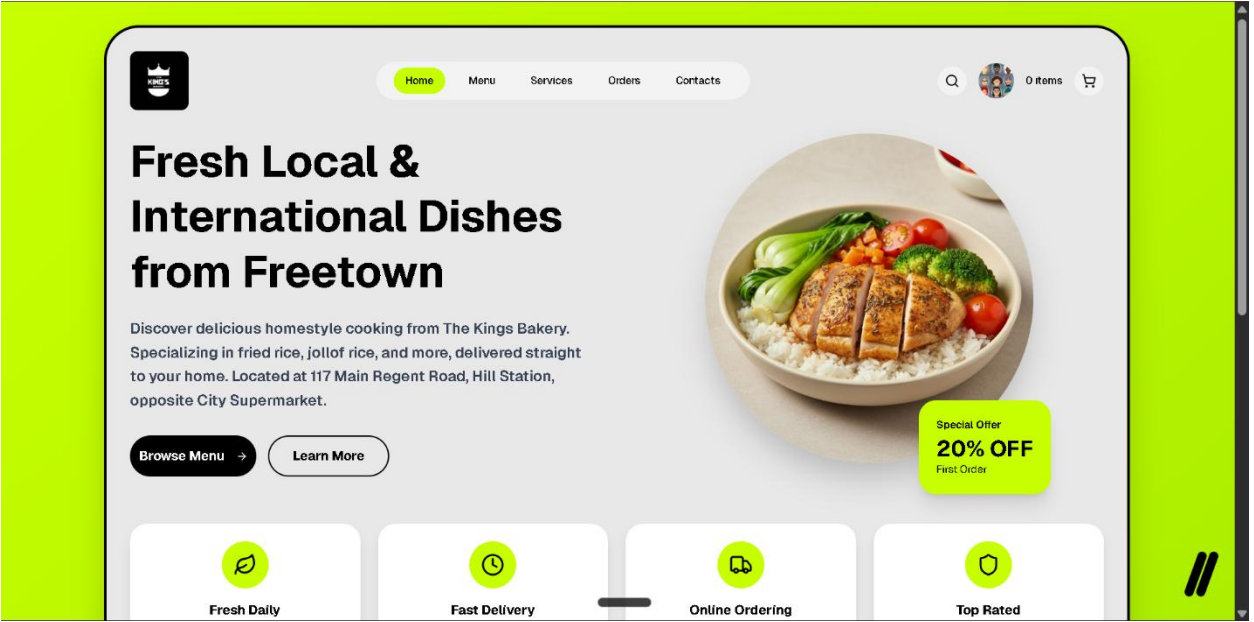 KING'S
Home
Menu
Services
Orders
Contacts
0 items
Fresh Local &
International Dishes
from Freetown
Discover delicious homestyle cooking from The Kings Bakery.
Specializing in fried rice, jollof rice, and more, delivered straight
to your home. Located at 117 Main Regent Road, Hill Station,
opposite City Supermarket.
Browse Menu →
Learn More
Special Offer
20% OFF
First Order
Fresh Daily
Fast Delivery
Online Ordering
Top Rated